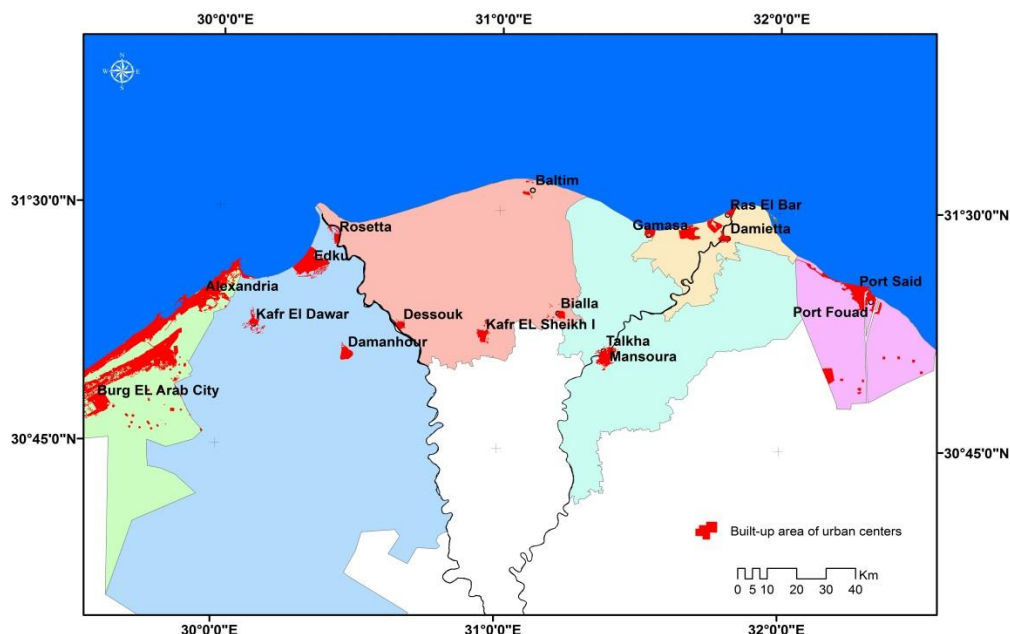 30°0'0"E 31°0'0"E 32°0'0"E
N
W E
S
31°30'0"N
31°30'0"N
Baltim
Ras El Bar
Rosetta
Gamasa
Damietta
Edku
Alexandria
Port Said
Kafr El Dawar
Dessouk
Bialla
Port Fouad
Kafr EL Sheikh I
Damanhour
Talkha
Mansoura
Burg EL Arab City
30°45'0"N
30°45'0"N
Built-up area of urban centers
Km
0 5 10 20 30 40
30°0'0"E 31°0'0"E 32°0'0"E